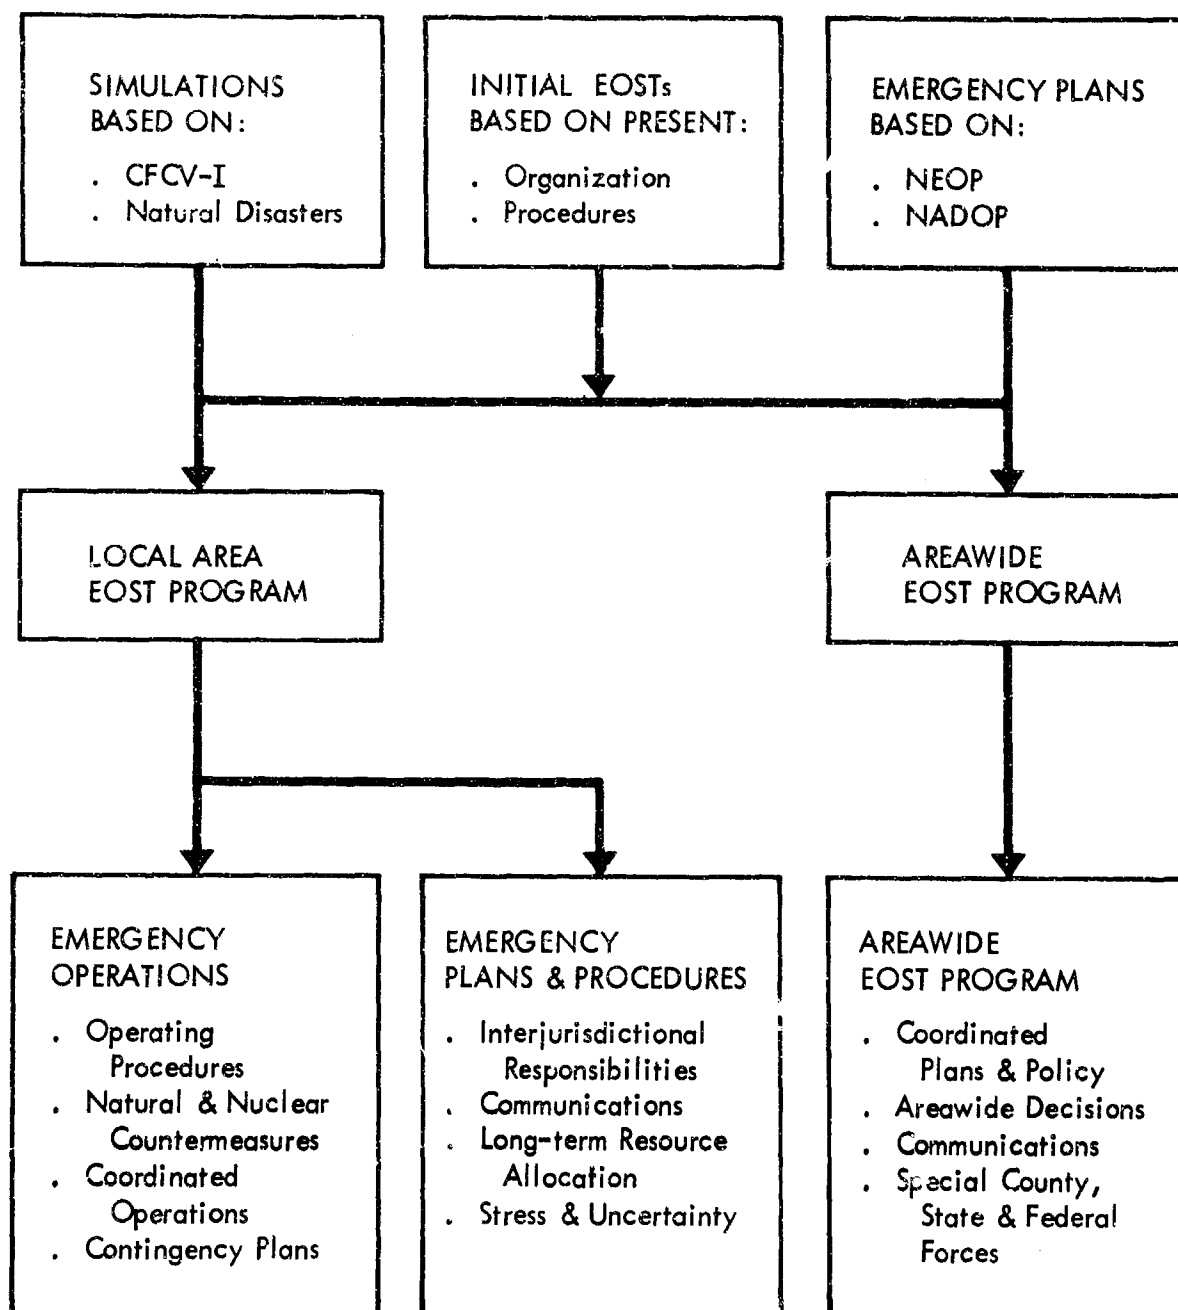 SIMULATIONS
BASED ON:
. CFCV-I
. Natural Disasters
INITIAL EOSTs
BASED ON PRESENT:
. Organization
. Procedures
EMERGENCY PLANS
BASED ON:
. NEOP
. NADOP
LOCAL AREA
EOST PROGRAM
AREAWIDE
EOST PROGRAM
EMERGENCY
OPERATIONS
. Operating
Procedures
. Natural & Nuclear
Countermeasures
. Coordinated
Operations
. Contingency Plans
EMERGENCY
PLANS & PROCEDURES
. Interjurisdictional
Responsibilities
. Communications
. Long-term Resource
Allocation
. Stress & Uncertainty
AREAWIDE
EOST PROGRAM
. Coordinated
Plans & Policy
. Areawide Decisions
. Communications
. Special County,
State & Federal
Forces